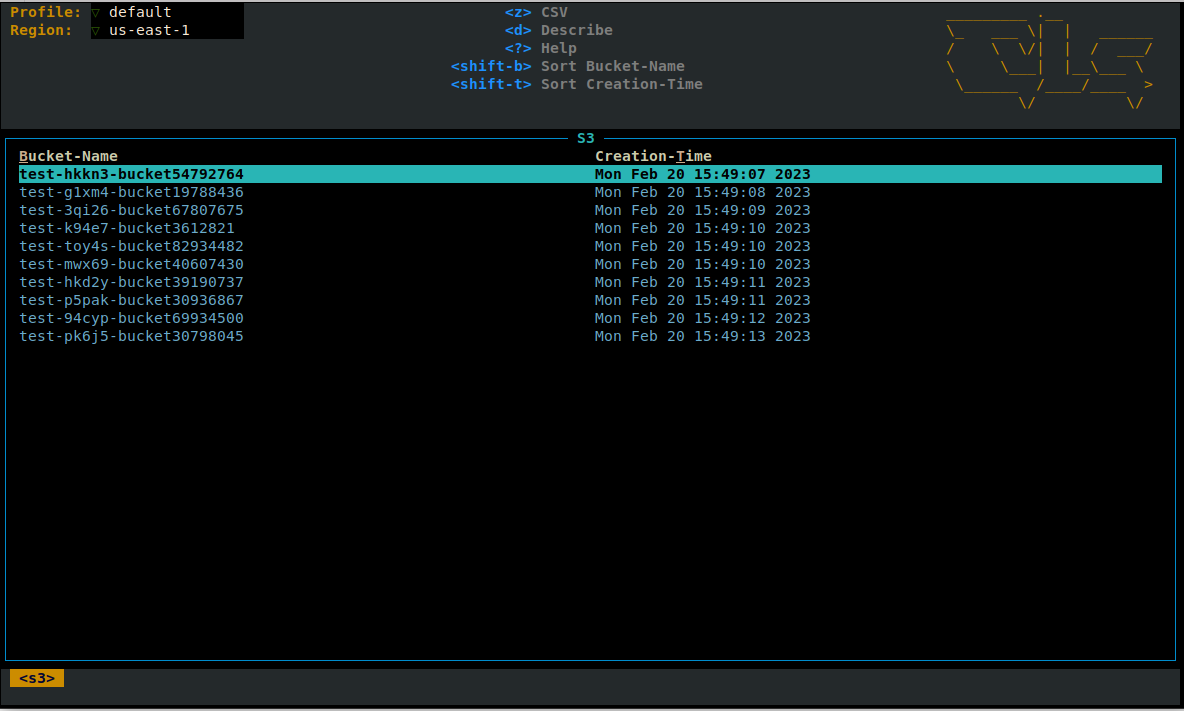 Profile: ▽ default
Region: ▽ us-east-1
<z> CSV
<d> Describe
<?> Help
<shift-b> Sort Bucket-Name
<shift-t> Sort Creation-Time
S3
Bucket-Name Creation-Time
test-hkkn3-bucket54792764 Mon Feb 20 15:49:07 2023
test-g1xm4-bucket19788436 Mon Feb 20 15:49:08 2023
test-3qi26-bucket67807675 Mon Feb 20 15:49:09 2023
test-k94e7-bucket3612821 Mon Feb 20 15:49:10 2023
test-toy4s-bucket82934482 Mon Feb 20 15:49:10 2023
test-mwx69-bucket40607430 Mon Feb 20 15:49:10 2023
test-hkd2y-bucket39190737 Mon Feb 20 15:49:11 2023
test-p5pak-bucket30936867 Mon Feb 20 15:49:11 2023
test-94cyp-bucket69934500 Mon Feb 20 15:49:12 2023
test-pk6j5-bucket30798045 Mon Feb 20 15:49:13 2023
<s3>